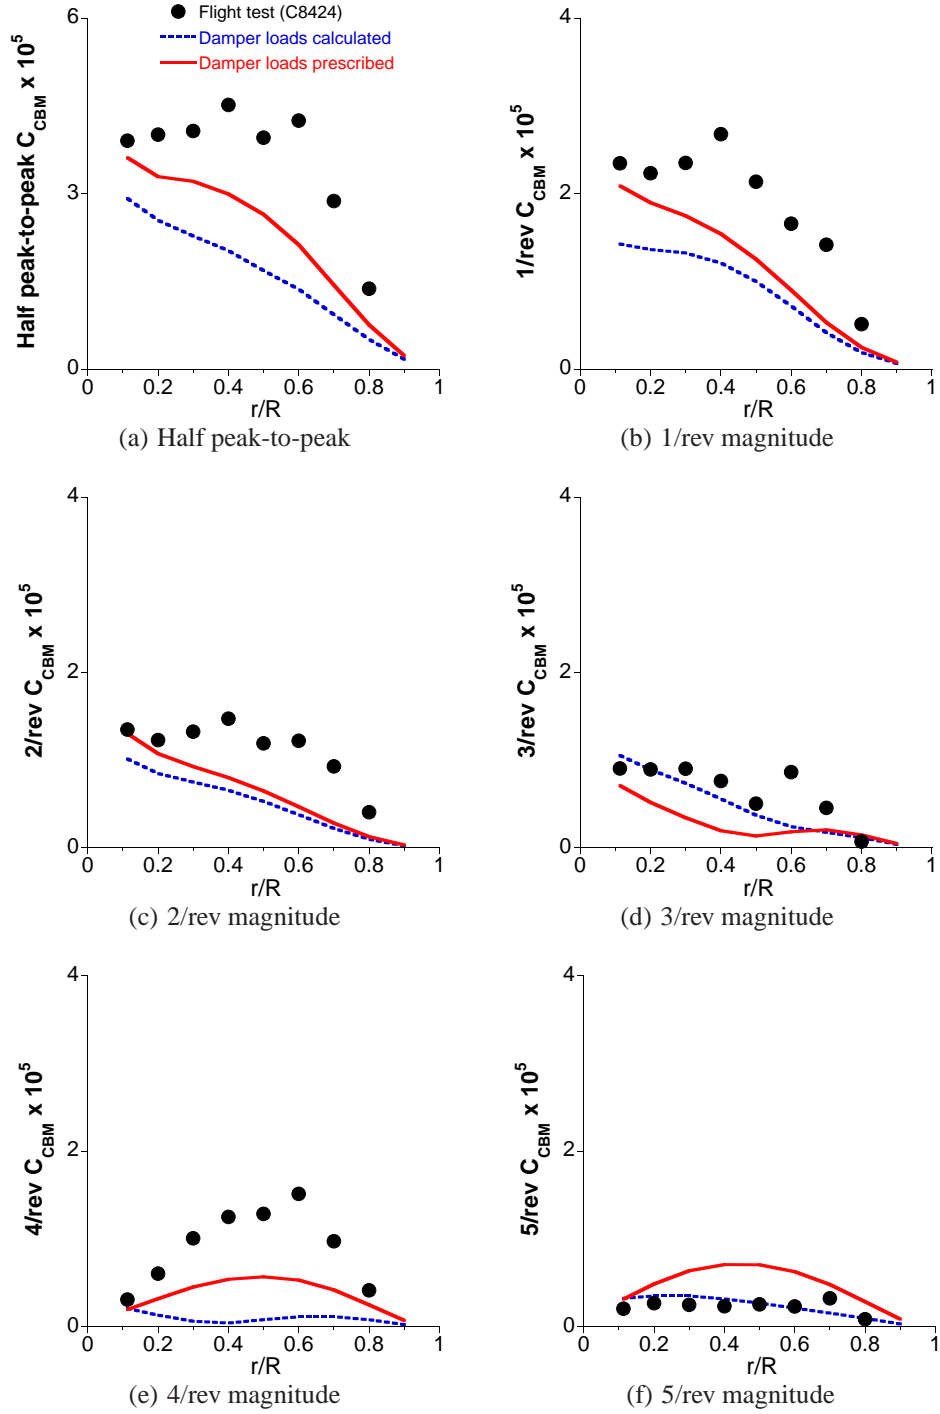 Flight test (C8424)
Damper loads calculated
Damper loads prescribed
Half peak-to-peak C_CBM x 10^5
6
3
0
0 0.2 0.4 0.6 0.8 1
r/R
(a) Half peak-to-peak
1/rev C_CBM x 10^5
4
2
0
0 0.2 0.4 0.6 0.8 1
r/R
(b) 1/rev magnitude
2/rev C_CBM x 10^5
4
2
0
0 0.2 0.4 0.6 0.8 1
r/R
(c) 2/rev magnitude
3/rev C_CBM x 10^5
4
2
0
0 0.2 0.4 0.6 0.8 1
r/R
(d) 3/rev magnitude
4/rev C_CBM x 10^5
4
2
0
0 0.2 0.4 0.6 0.8 1
r/R
(e) 4/rev magnitude
5/rev C_CBM x 10^5
4
2
0
0 0.2 0.4 0.6 0.8 1
r/R
(f) 5/rev magnitude